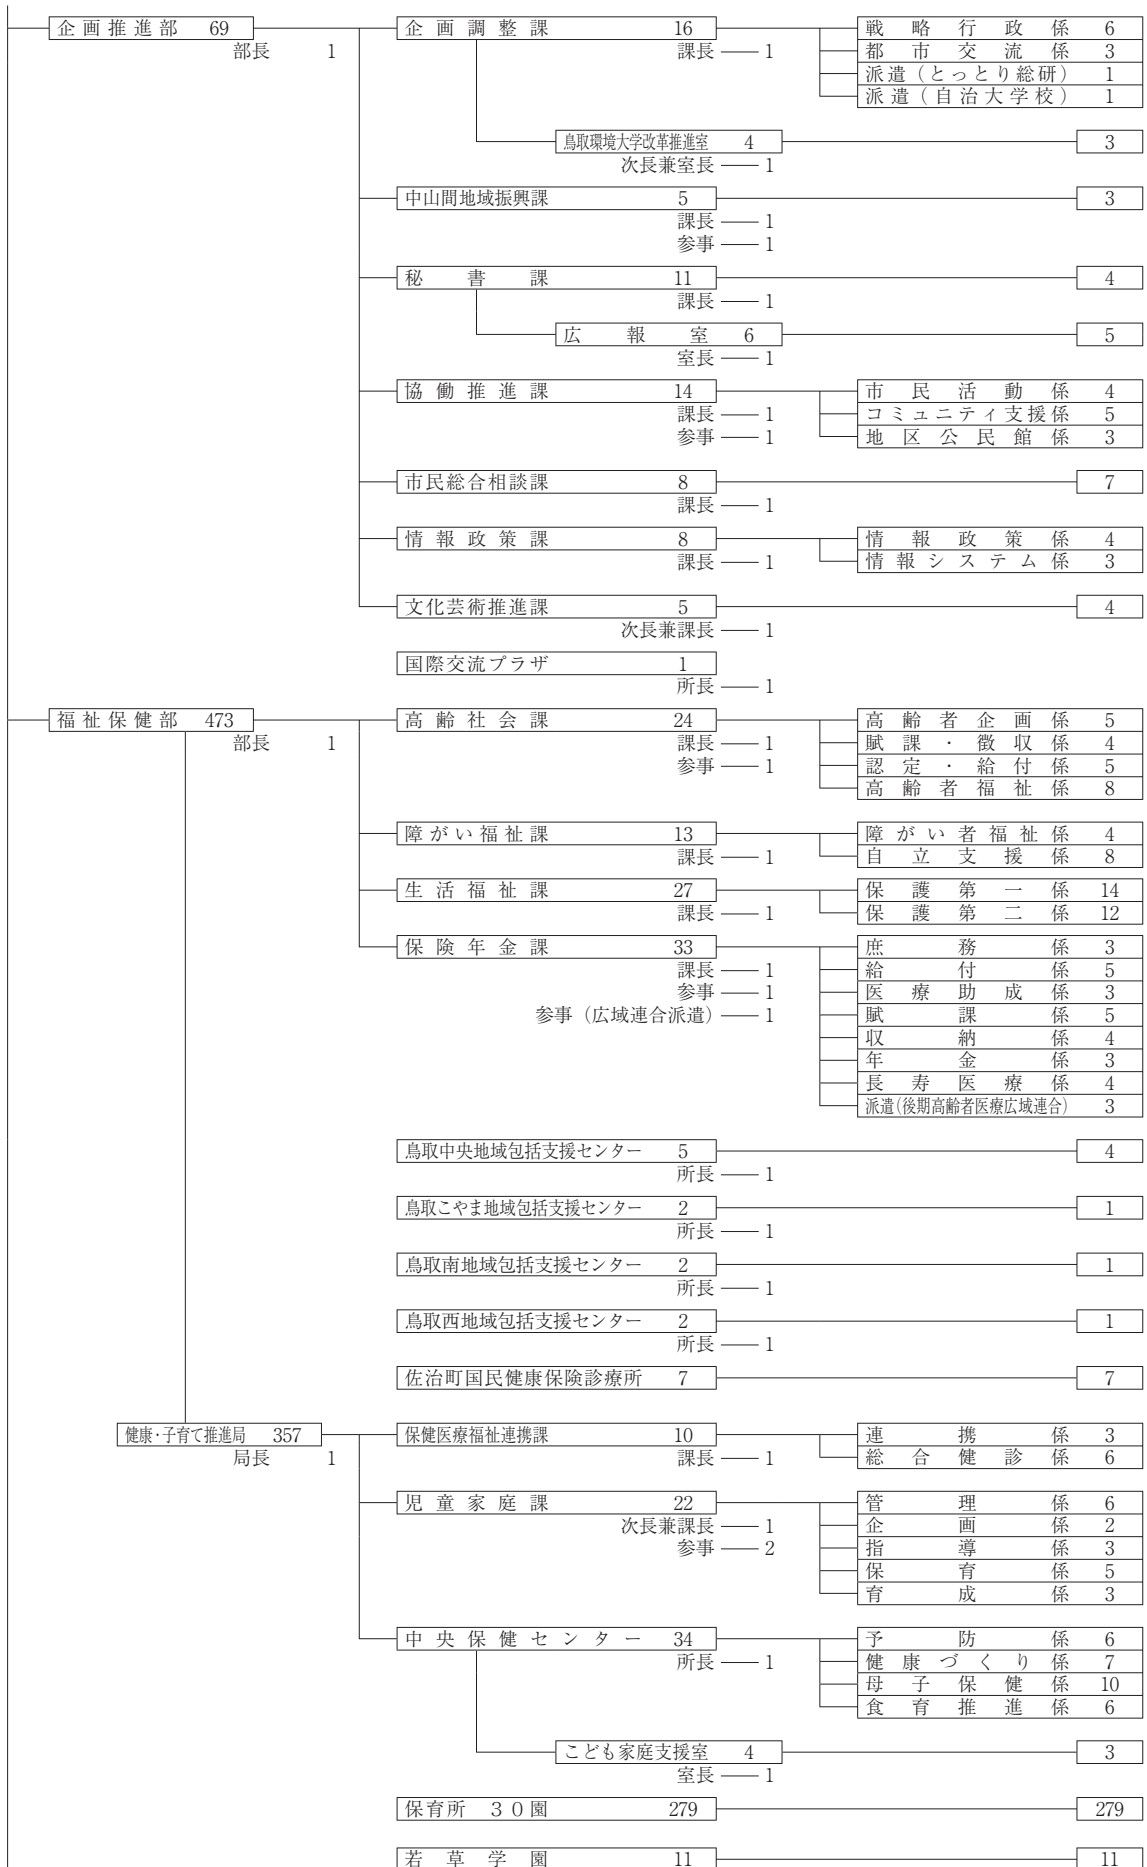 企画推進部 69 企画調整課 16 戦略行政係 6
部長 1 課長 1 都市交流係 3
派遣（とっとり総研） 1
派遣（自治大学校） 1
鳥取環境大学改革推進室 4 3
次長兼室長 1
中山間地域振興課 5 3
課長 1
参事 1
秘書課 11 4
課長 1
広報室 6 5
室長 1
協働推進課 14 市民活動係 4
課長 1 コミュニティ支援係 5
参事 1 地区公民館係 3
市民総合相談課 8 7
課長 1
情報政策課 8 情報政策係 4
課長 1 情報システム係 3
文化芸術推進課 5 4
次長兼課長 1
国際交流プラザ 1
所長 1
福祉保健部 473 高齢社会課 24 高齢者企画係 5
部長 1 課長 1 賦課・徴収係 4
参事 1 認定・給付係 5
高齢者福祉係 8
障がい福祉課 13 障がい者福祉係 4
課長 1 自立支援係 8
生活福祉課 27 保護第一係 14
課長 1 保護第二係 12
保険年金課 33 庶務係 3
課長 1 給付係 5
参事 1 医療助成係 3
参事（広域連合派遣） 1 賦課係 5
収納係 4
年金係 3
長寿医療係 4
派遣（後期高齢者医療広域連合） 3
鳥取中央地域包括支援センター 5 4
所長 1
鳥取こやま地域包括支援センター 2 1
所長 1
鳥取南地域包括支援センター 2 1
所長 1
鳥取西地域包括支援センター 2 1
所長 1
佐治町国民健康保険診療所 7 7
健康・子育て推進局 357 保健医療福祉連携課 10 連携係 3
局長 1 課長 1 総合健診係 6
児童家庭課 22 管理係 6
次長兼課長 1 企画係 2
参事 2 指導係 3
保育係 5
育成係 3
中央保健センター 34 予防係 6
所長 1 健康づくり係 7
母子保健係 10
食育推進係 6
こども家庭支援室 4 3
室長 1
保育所 30園 279 279
若草学園 11 11